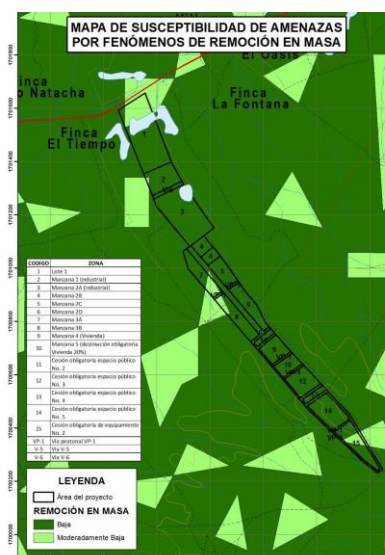 MAPA DE SUSCEPTIBILIDAD DE AMENAZAS
POR FENÓMENOS DE REMOCIÓN EN MASA
El Oasis
Finca
Natacha
Finca
La Fontana
Finca
El Tiempo
CODIGO ZONA
1 Lote 1
2 Manzana 1 (Industrial)
3 Manzana 2A (Industrial)
4 Manzana 2B
5 Manzana 2C
6 Manzana 2D
7 Manzana 3A
8 Manzana 3B
9 Manzana 4 (Vivienda)
10 Manzana 5 (destinación obligatoria Vivienda 20%)
11 Cesión obligatoria espacio público No. 2
12 Cesión obligatoria espacio público No. 3
13 Cesión obligatoria espacio público No. 4
14 Cesión obligatoria espacio público No. 5
15 Cesión obligatoria de equipamiento No. 2
VP-1 Vía peatonal VP-1
V-5 Vía V-5
V-6 Vía V-6
LEYENDA
Área del proyecto
REMOCIÓN EN MASA
Baja
Moderadamente Baja